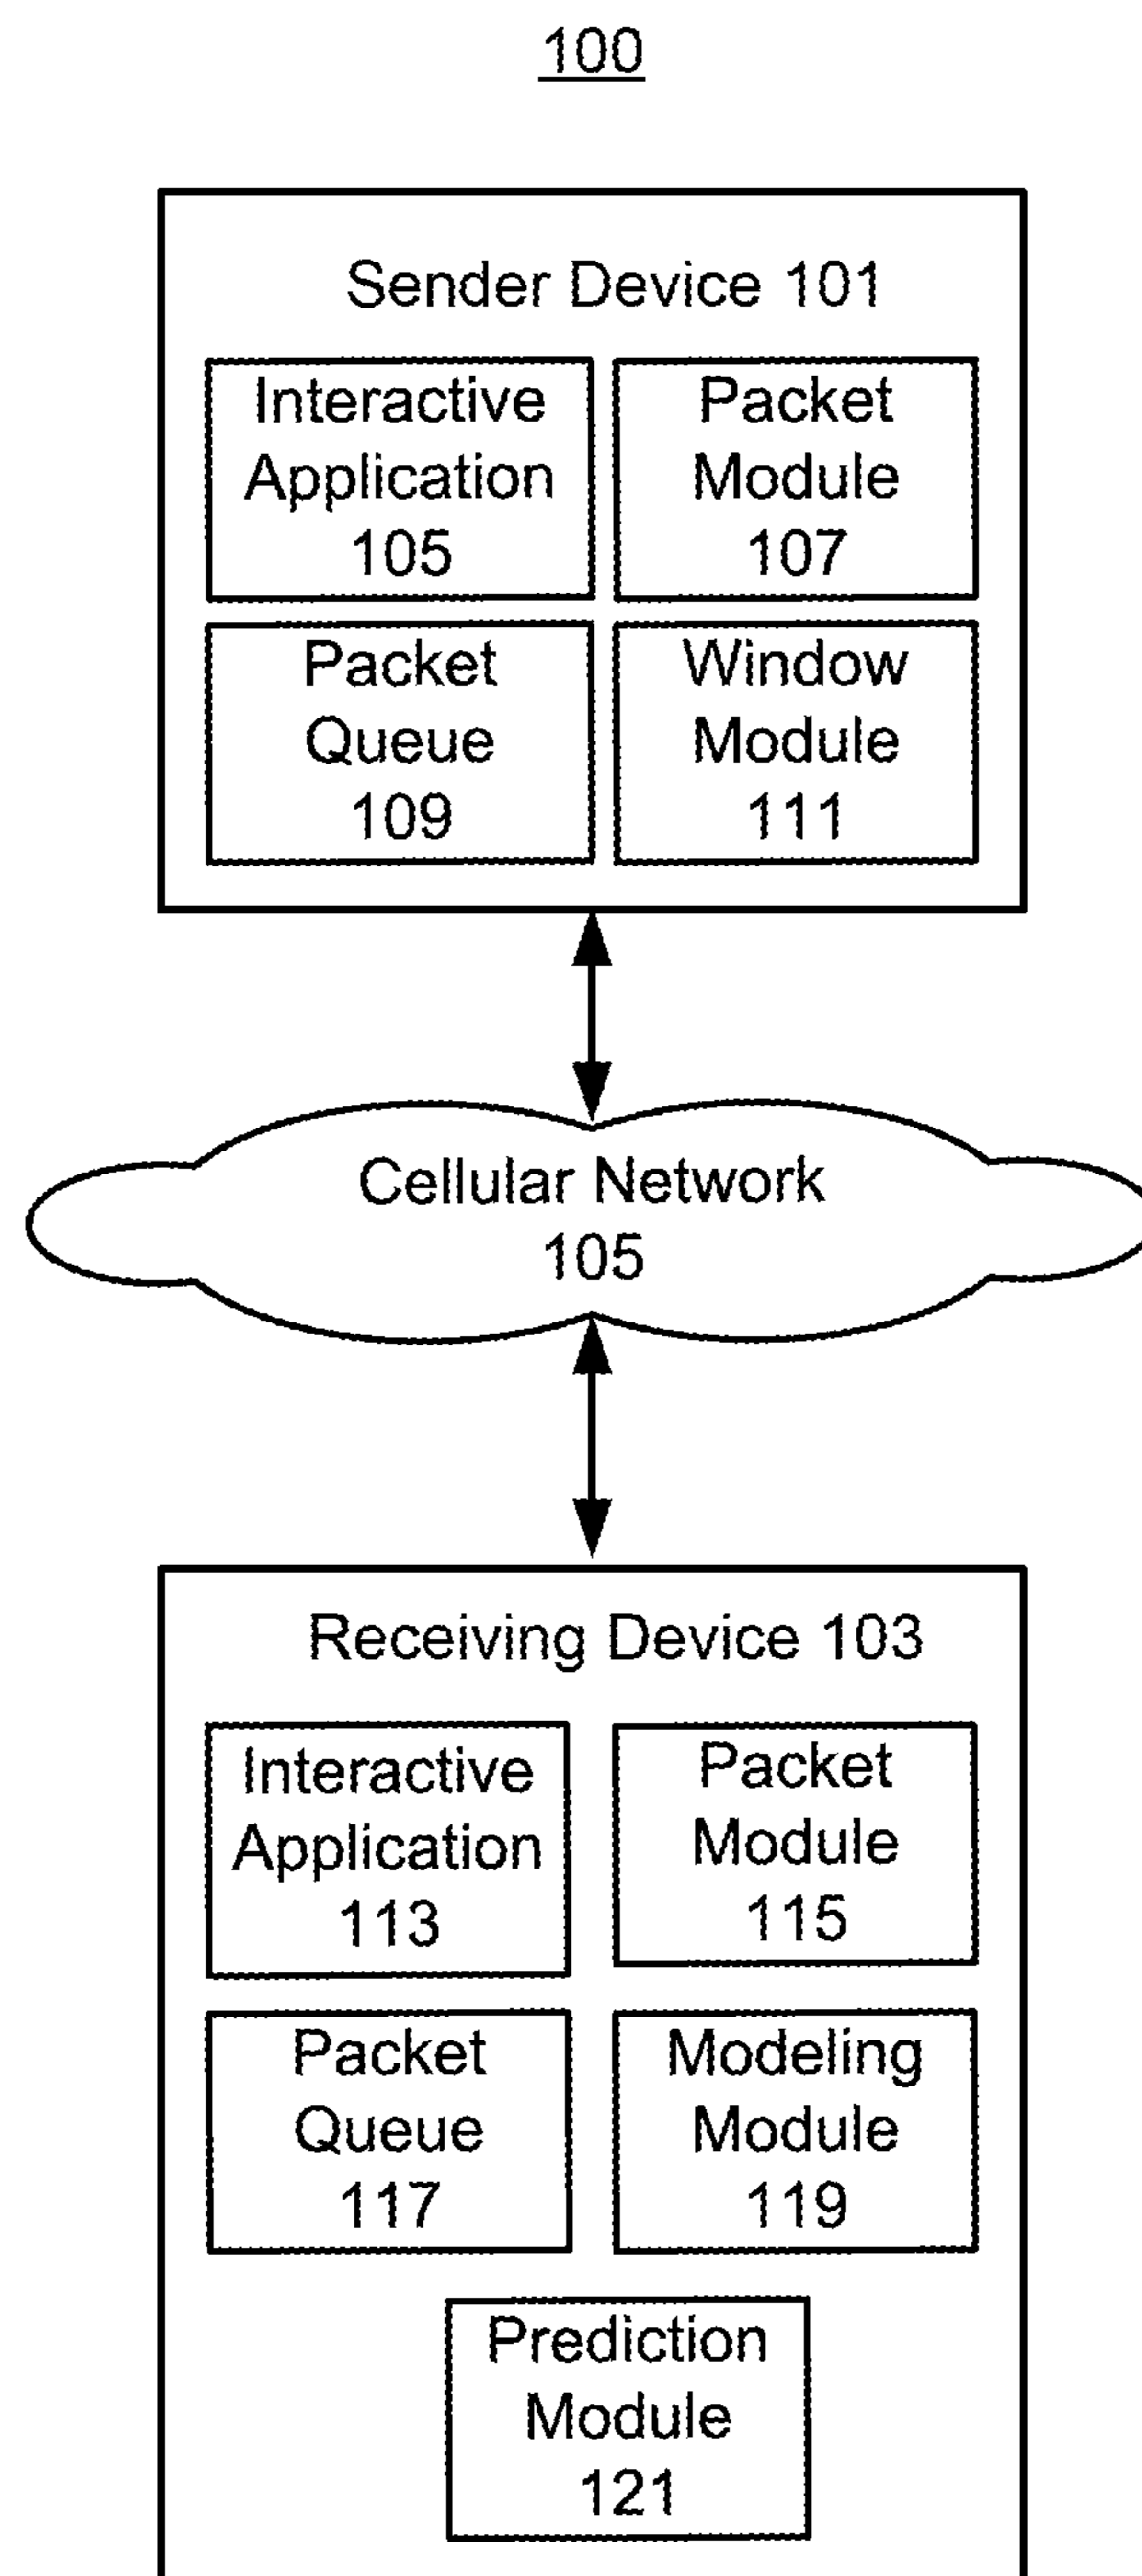 100
Sender Device 101
Interactive
Application
105
Packet
Module
107
Packet
Queue
109
Window
Module
111
Cellular Network
105
Receiving Device 103
Interactive
Application
113
Packet
Module
115
Packet
Queue
117
Modeling
Module
119
Prediction
Module
121